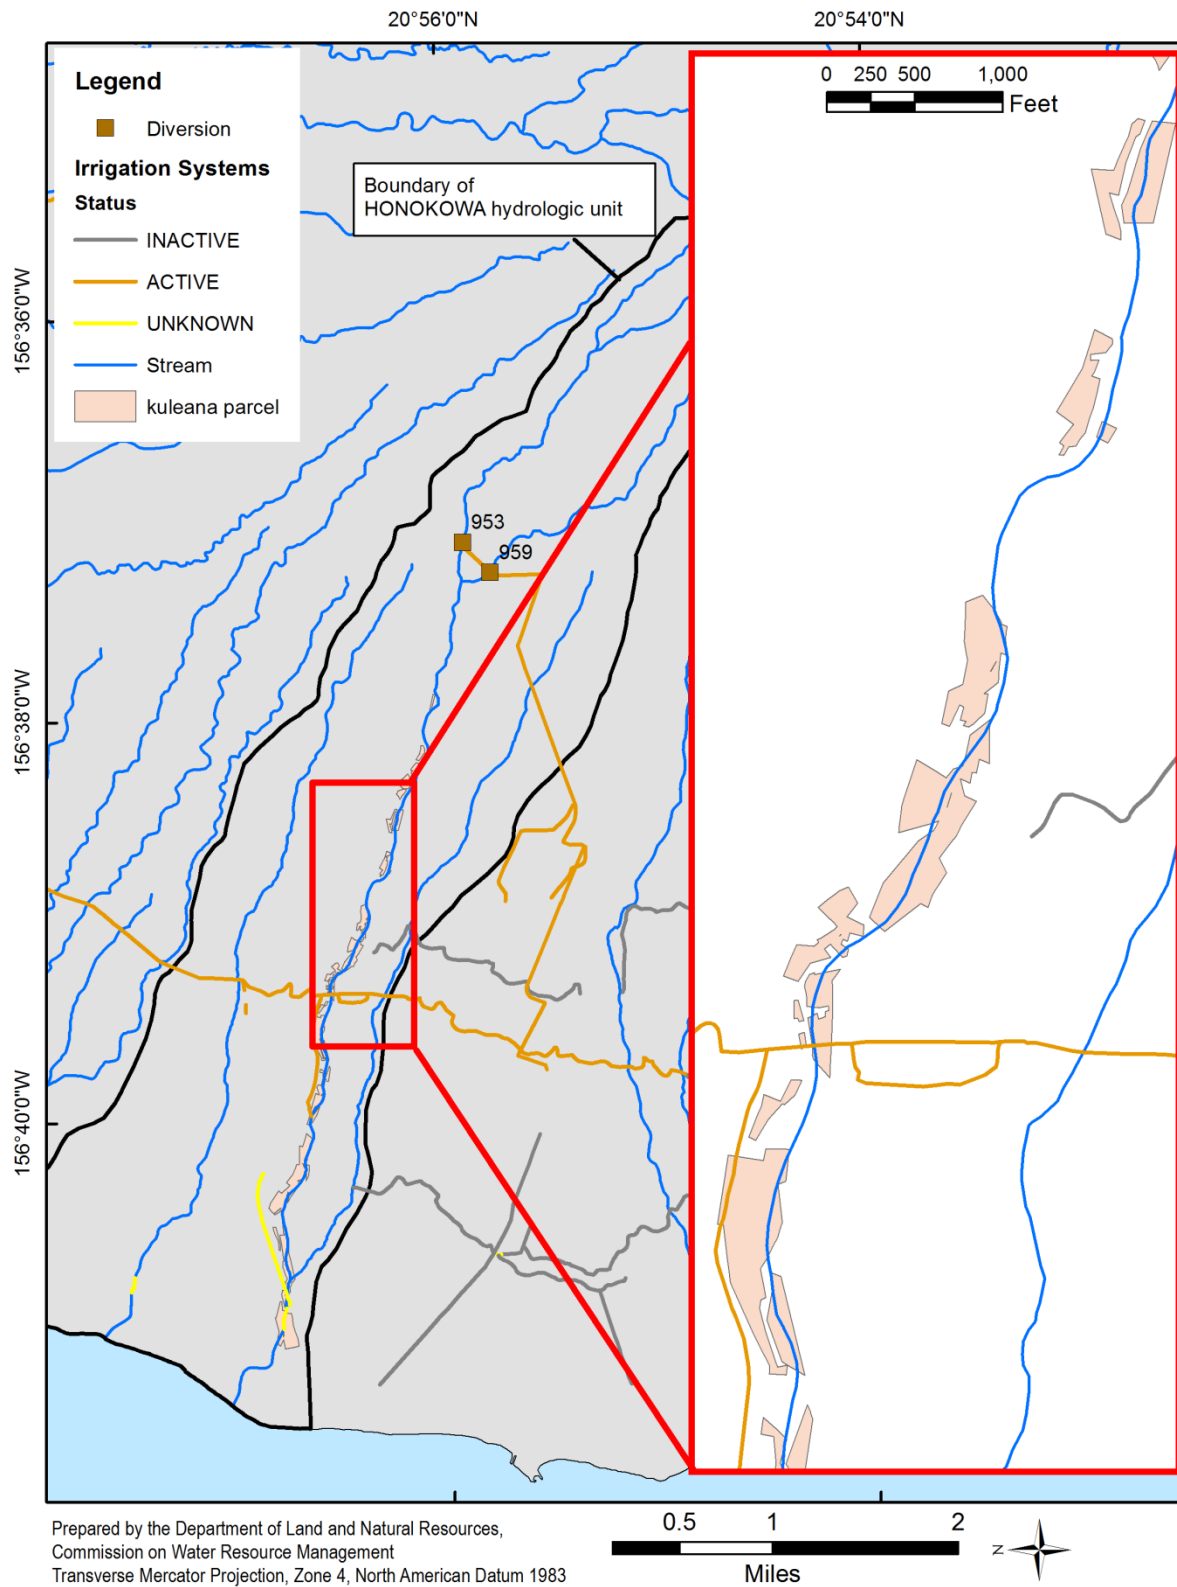 20°56'0"N
20°54'0"N
Legend
Diversion
Irrigation Systems
Status
INACTIVE
ACTIVE
UNKNOWN
Stream
kuleana parcel
Boundary of
HONOKOWA hydrologic unit
0 250 500 1,000
Feet
156°36'0"W
953
959
156°38'0"W
156°40'0"W
Prepared by the Department of Land and Natural Resources,
Commission on Water Resource Management
Transverse Mercator Projection, Zone 4, North American Datum 1983
0.5 1 2
Miles
N